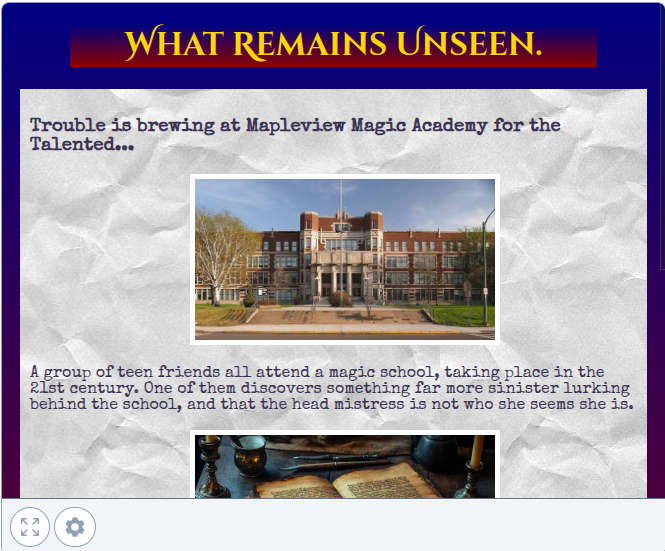 What Remains Unseen.
Trouble is brewing at Mapleview Magic Academy for the
Talented...
A group of teen friends all attend a magic school, taking place in the
21st century. One of them discovers something far more sinister lurking
behind the school, and that the head mistress is not who she seems she is.